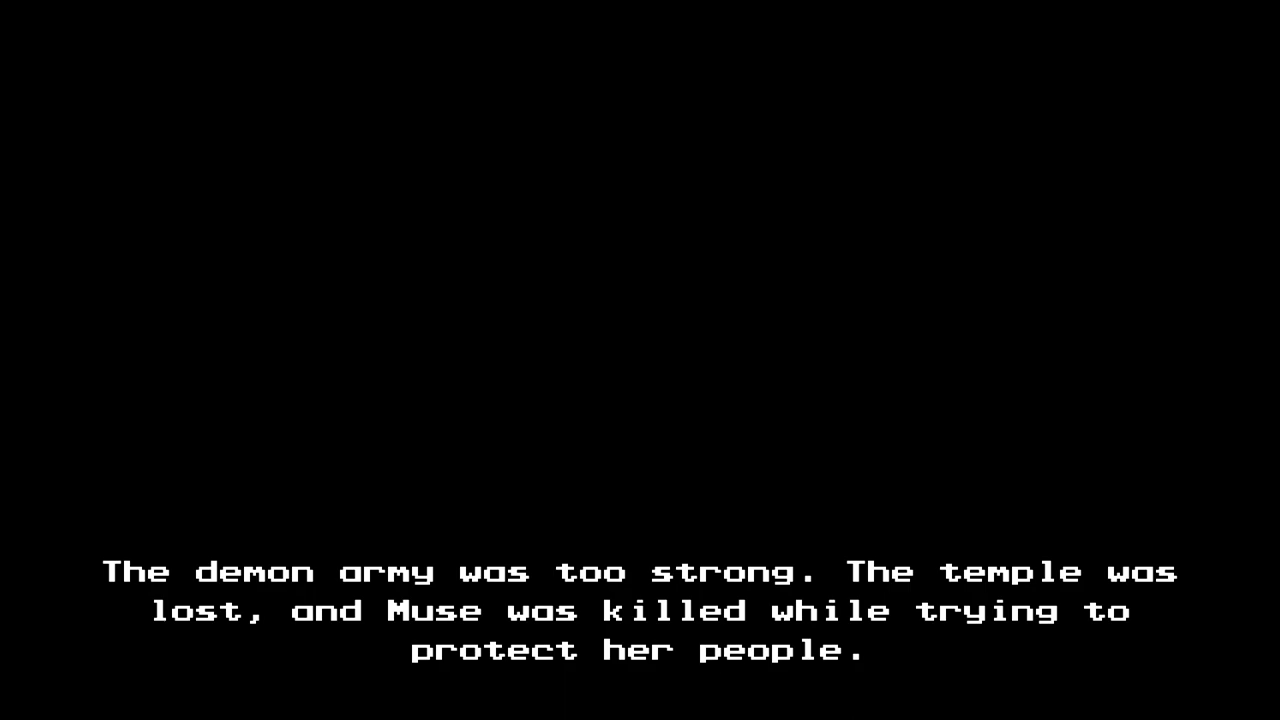 The demon army was too strong. The temple was
lost, and Muse was killed while trying to
protect her people.